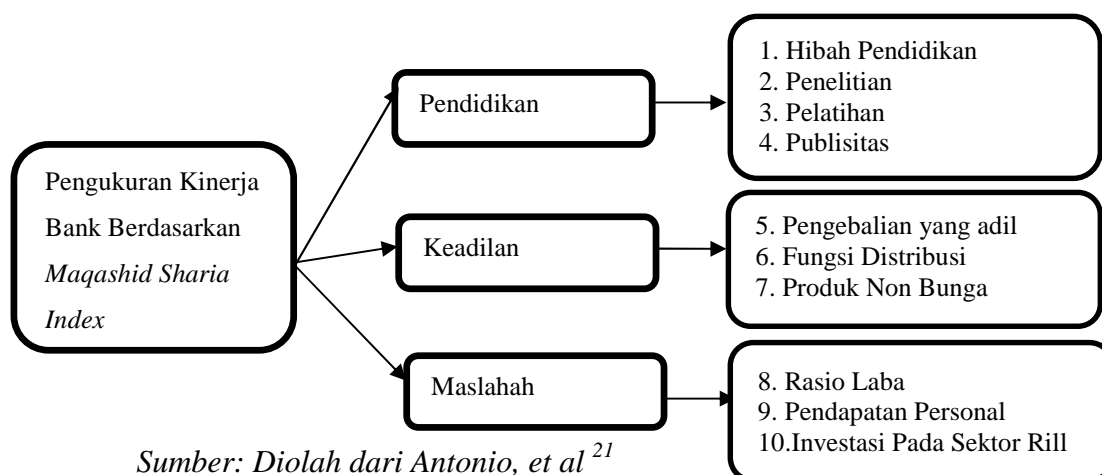 Pengukuran Kinerja
Bank Berdasarkan
Maqashid Sharia
Index
Pendidikan
1. Hibah Pendidikan
2. Penelitian
3. Pelatihan
4. Publisitas
Keadilan
5. Pengebalian yang adil
6. Fungsi Distribusi
7. Produk Non Bunga
Maslahah
8. Rasio Laba
9. Pendapatan Personal
10.Investasi Pada Sektor Rill
Sumber: Diolah dari Antonio, et al 21